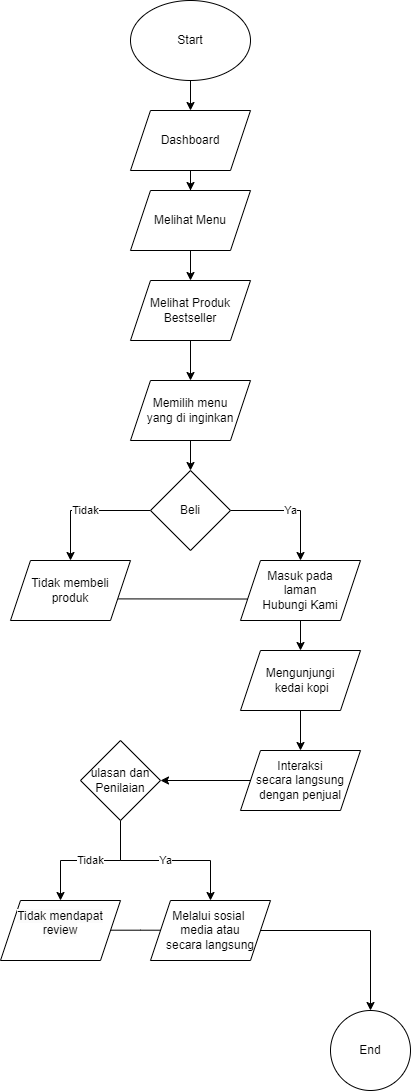 Start
Dashboard
Melihat Menu
Melihat Produk
Bestseller
Memilih menu
yang di inginkan
Beli
Tidak
Ya
Tidak membeli
produk
Masuk pada
laman
Hubungi Kami
Mengunjungi
kedai kopi
Interaksi
secara langsung
dengan penjual
ulasan dan
Penilaian
Tidak
Ya
Tidak mendapat
review
Melalui sosial
media atau
secara langsung
End